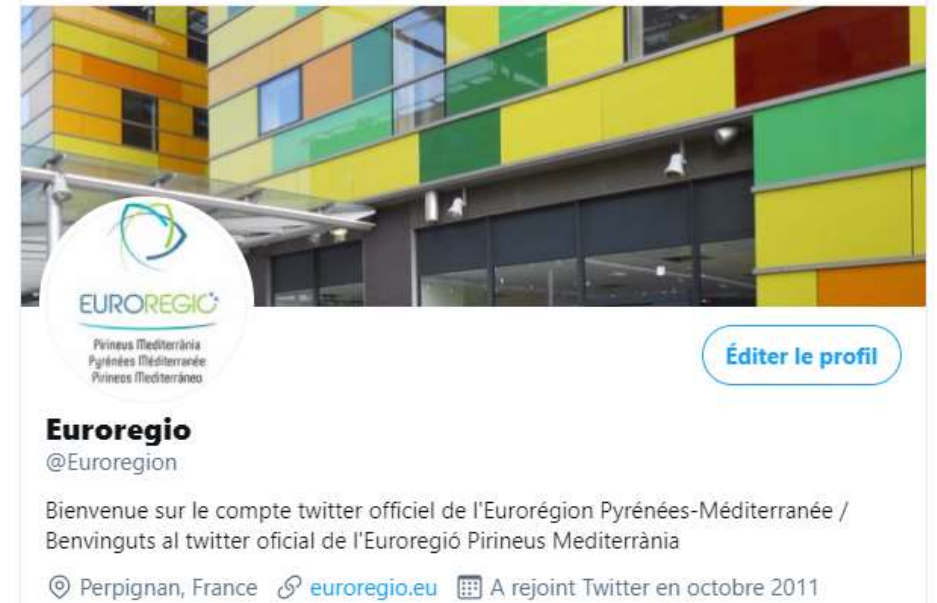 EUROREGIO
Pirineus Mediterrània
Pyrénées Méditerranée
Pirineos Mediterráneo
Éditer le profil
Euroregio
@Euroregion
Bienvenue sur le compte twitter officiel de l'Eurorégion Pyrénées-Méditerranée /
Benvinguts al twitter oficial de l'Euroregió Pirineus Mediterrània
Perpignan, France euroregio.eu A rejoint Twitter en octobre 2011